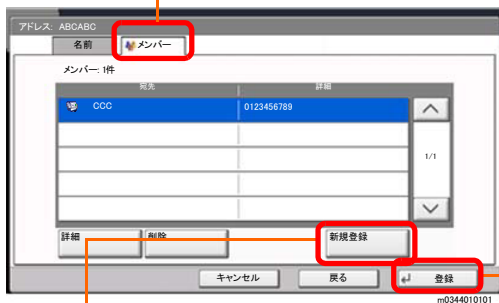 アドレス: ABCABC
名前 メンバー
メンバー: 1件
宛先 詳細
CCC 0123456789
1/1
詳細 削除 新規登録
キャンセル 戻る 登録
m0344010101